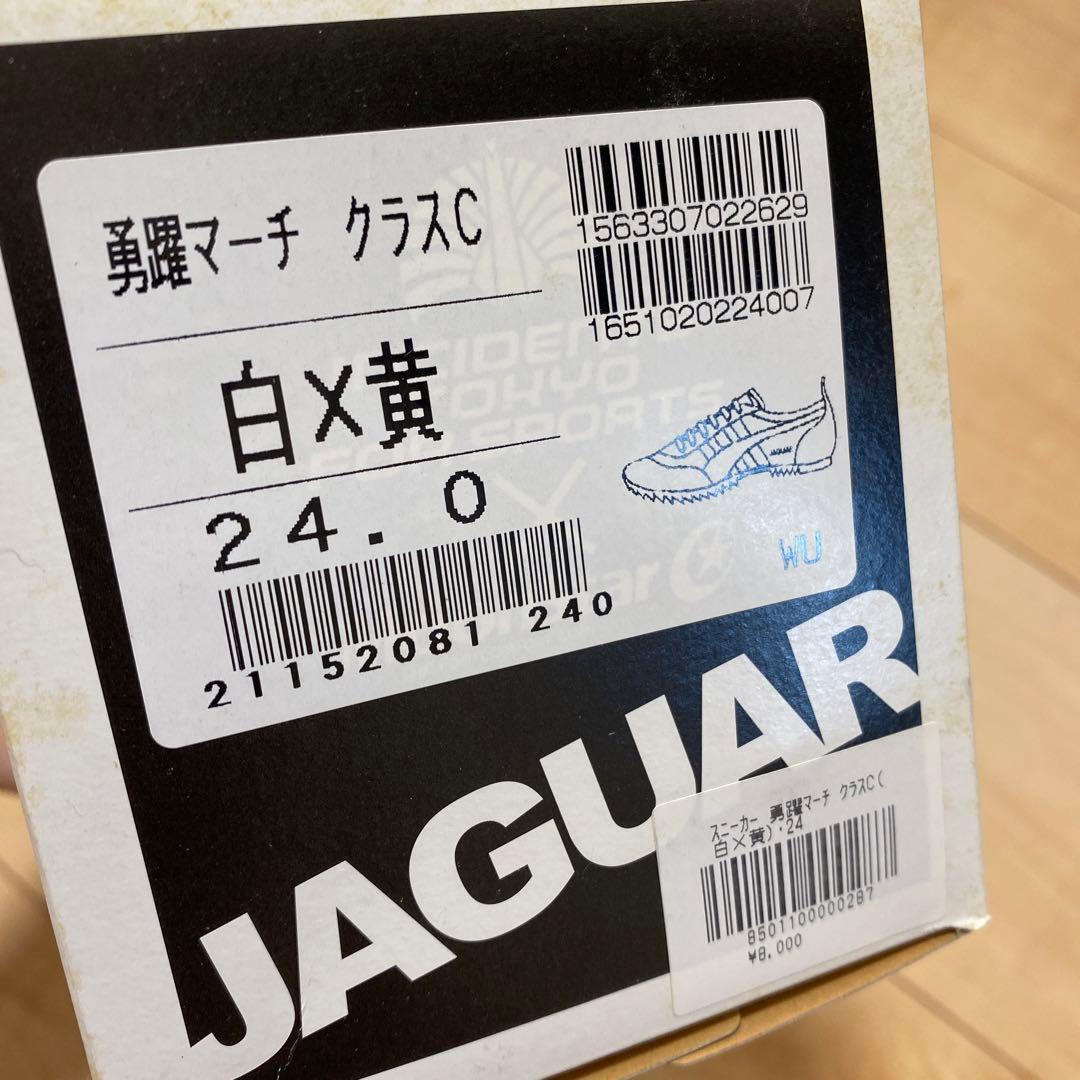 勇躍マーチ クラスC
1563307022629
1651020224007
白×黄
24.0
21152081 240
JAGUAR
WU
TOKYO
JAGUAR
スニーカー 勇躍マーチ クラスC(
白×黄)・24
8501100000287
¥8,000